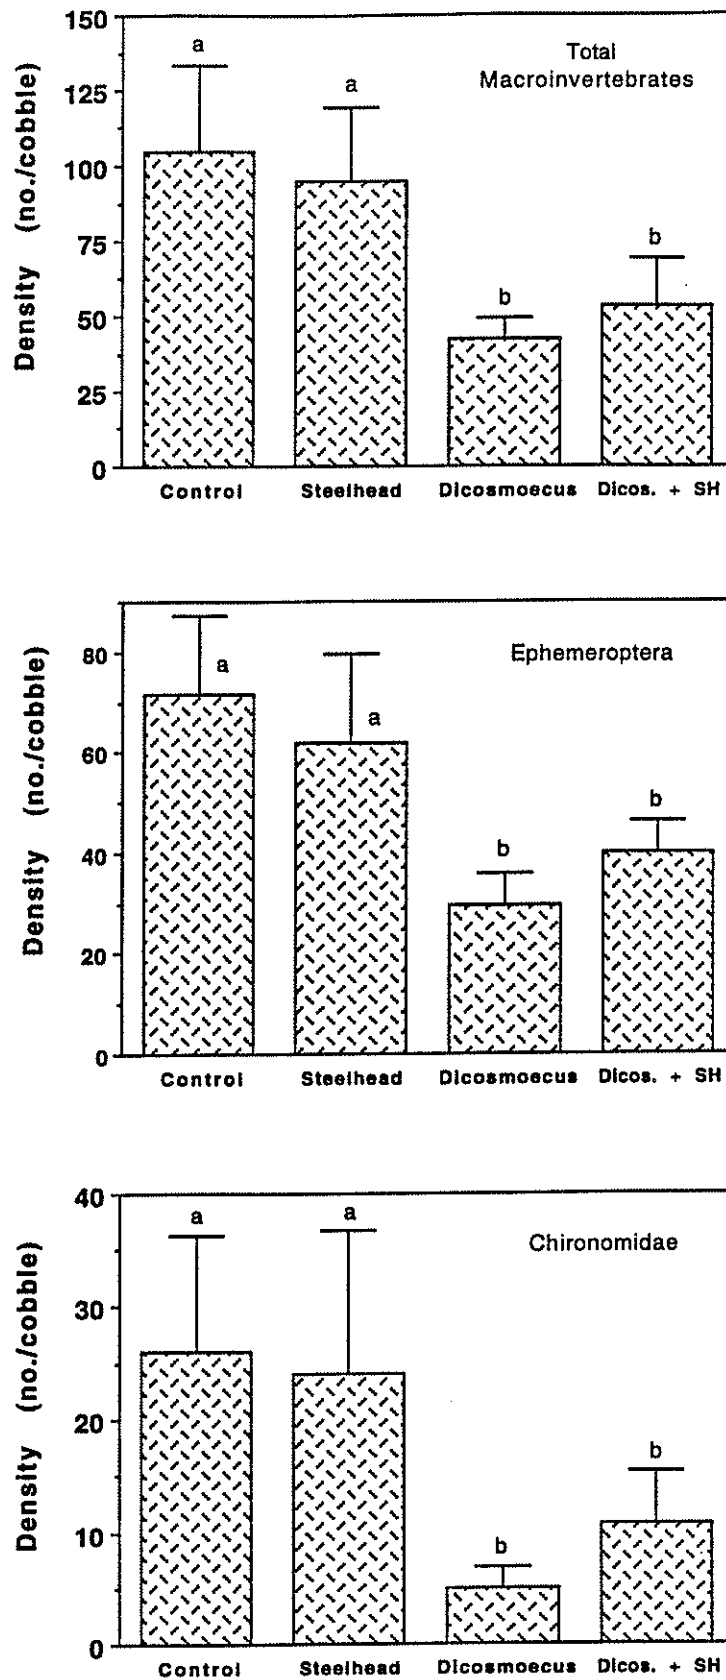 150
a
Total
Macroinvertebrates
125
a
100
Density (no./cobble)
75
b
50
b
25
0
Control Steelhead Dicosmoecus Dicos. + SH
80
a
Ephemeroptera
a
60
Density (no./cobble)
b
40
b
20
0
Control Steelhead Dicosmoecus Dicos. + SH
40
a
a
Chironomidae
30
Density (no./cobble)
20
b
10
b
0
Control Steelhead Dicosmoecus Dicos. + SH